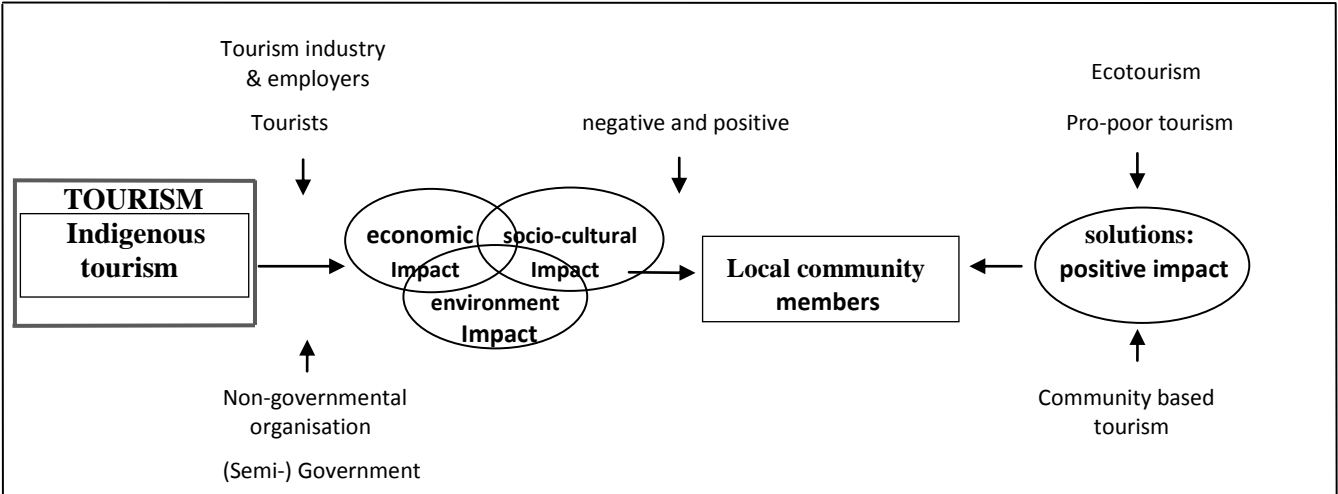 Tourism industry
& employers
Tourists
negative and positive
Ecotourism
Pro-poor tourism
TOURISM
Indigenous
tourism
economic
Impact
socio-cultural
Impact
environment
Impact
Local community
members
solutions:
positive impact
Non-governmental
organisation
(Semi-) Government
Community based
tourism